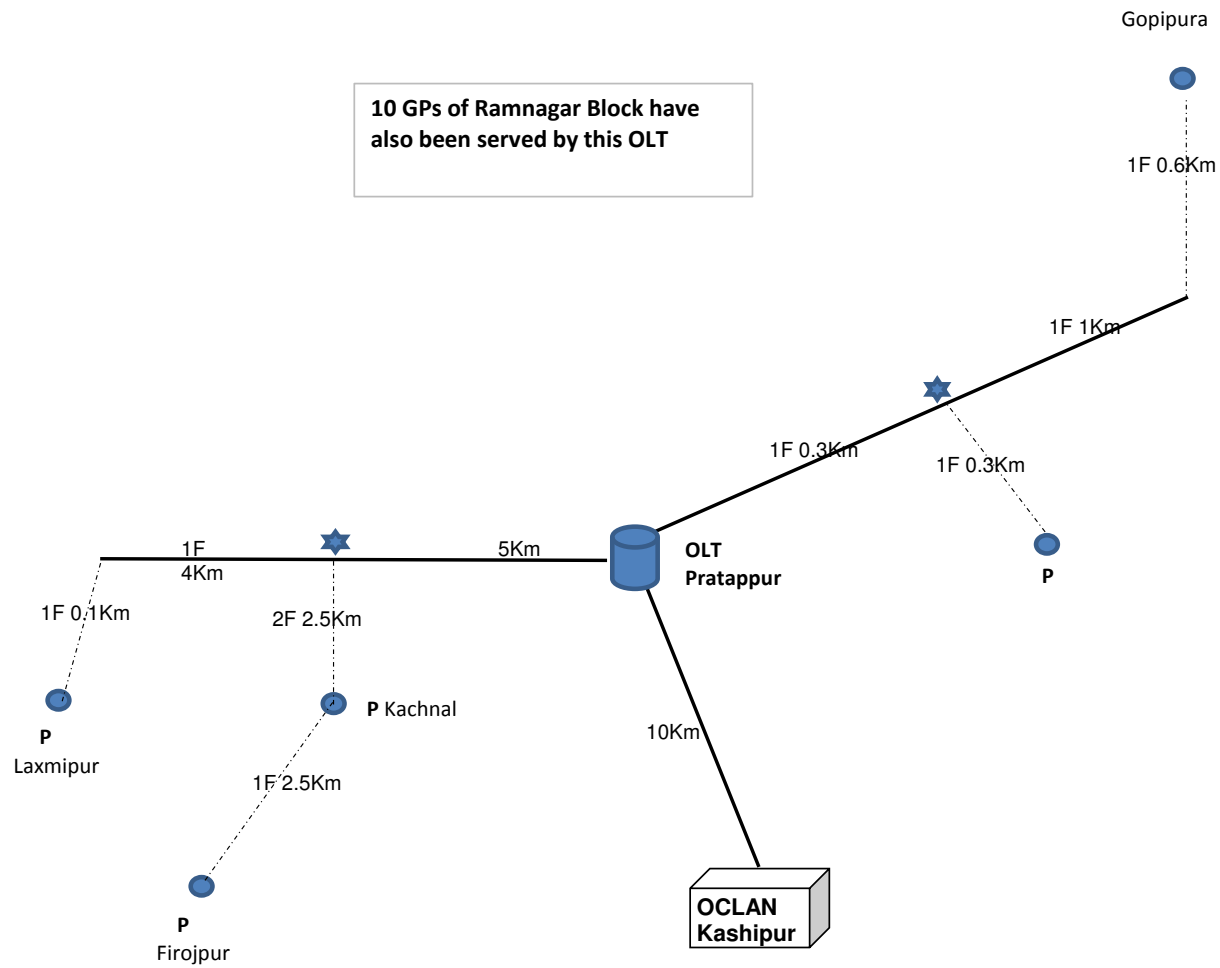 Gopipura
10 GPs of Ramnagar Block have
also been served by this OLT
1F 0.6Km
1F 1Km
1F 0.3Km
1F 0.3Km
P
1F
4Km
5Km
OLT
Pratappur
1F 0.1Km
2F 2.5Km
P Kachnal
P
Laxmipur
10Km
1F 2.5Km
P
Firojpur
OCLAN
Kashipur